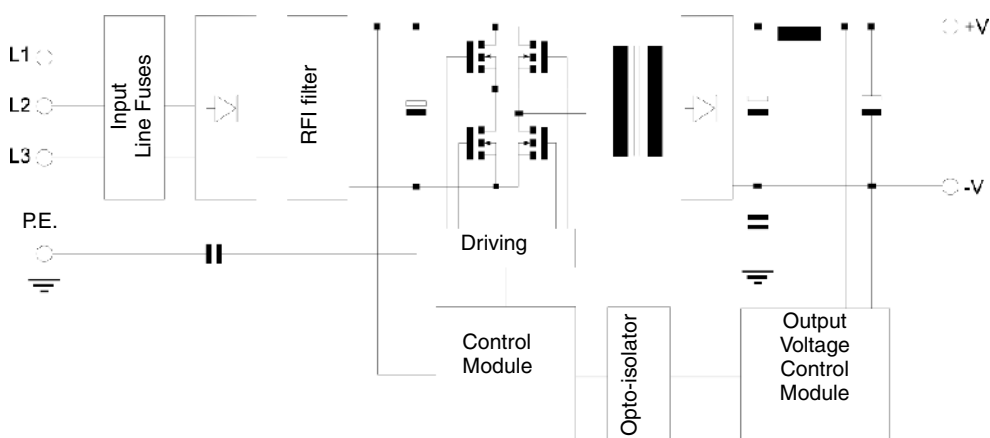 L1
L2
L3
P.E.
Input
Line Fuses
RFI filter
+V
-V
Driving
Control
Module
Opto-isolator
Output
Voltage
Control
Module